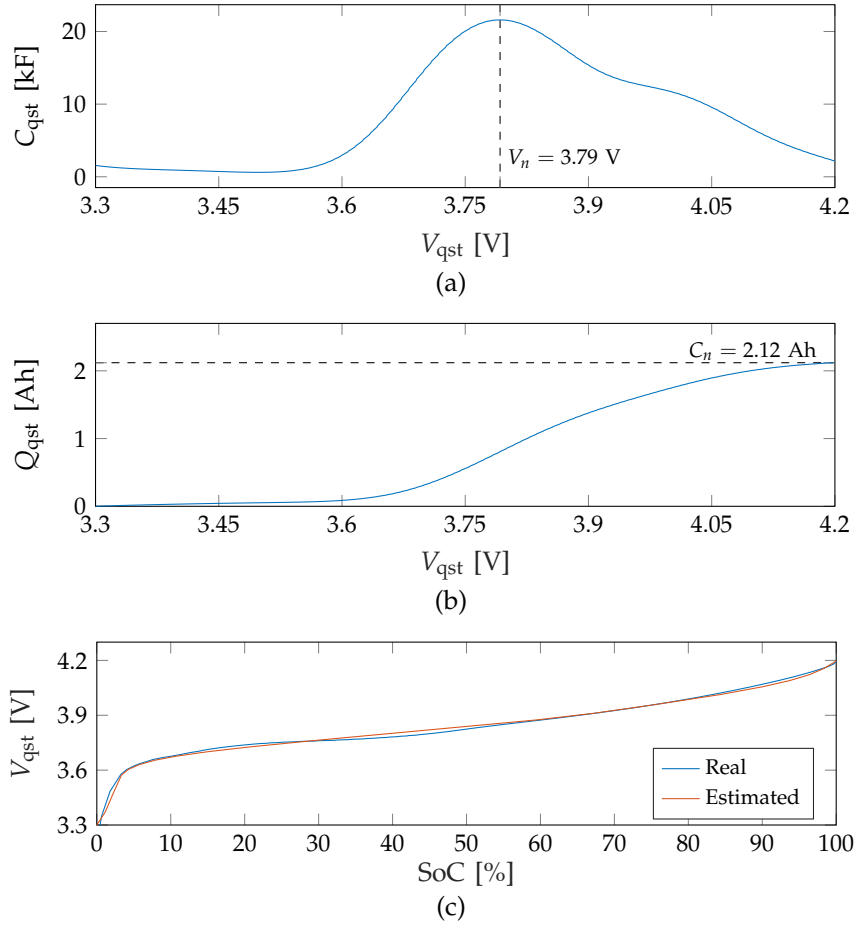 20
10
0
C_qst [kF]
V_n = 3.79 V
3.3 3.45 3.6 3.75 3.9 4.05 4.2
V_qst [V]
(a)
2
1
0
Q_qst [Ah]
C_n = 2.12 Ah
3.3 3.45 3.6 3.75 3.9 4.05 4.2
V_qst [V]
(b)
4.2
3.9
3.6
3.3
V_qst [V]
Real
Estimated
0 10 20 30 40 50 60 70 80 90 100
SoC [%]
(c)